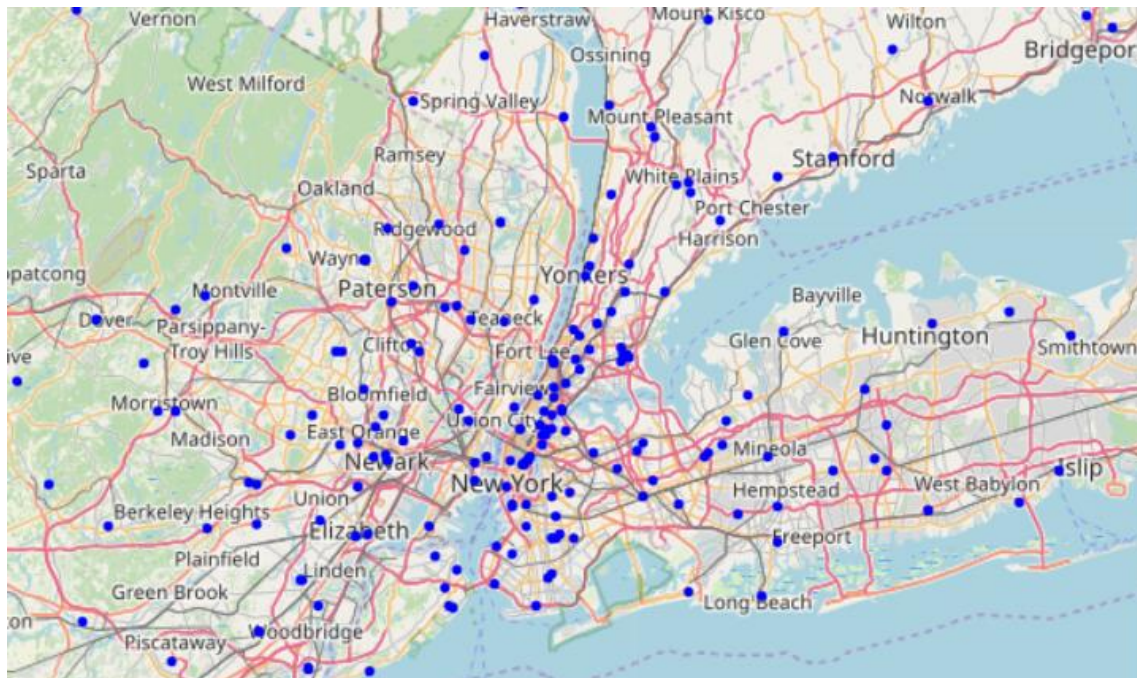 Vernon
Haverstraw
Mount Kisco
Wilton
Ossining
Bridgepor
West Milford
Spring Valley
Norwalk
Mount Pleasant
Ramsey
Stamford
Sparta
White Plains
Oakland
Port Chester
Ridgewood
Harrison
Wayn
opatcong
Yonkers
Montville
Paterson
Bayville
Dover
Parsippany-
Troy Hills
Teaneck
Glen Cove
Huntington
Smithtown
ive
Clifton
Fort Lee
Bloomfield
Fairview
Morristown
Union City
Madison
East Orange
Mineola
Newark
Islip
New York
Union
Hempstead
West Babylon
Berkeley Heights
Elizabeth
Freeport
Plainfield
Linden
Green Brook
Long Beach
ton
Woodbridge
Piscataway